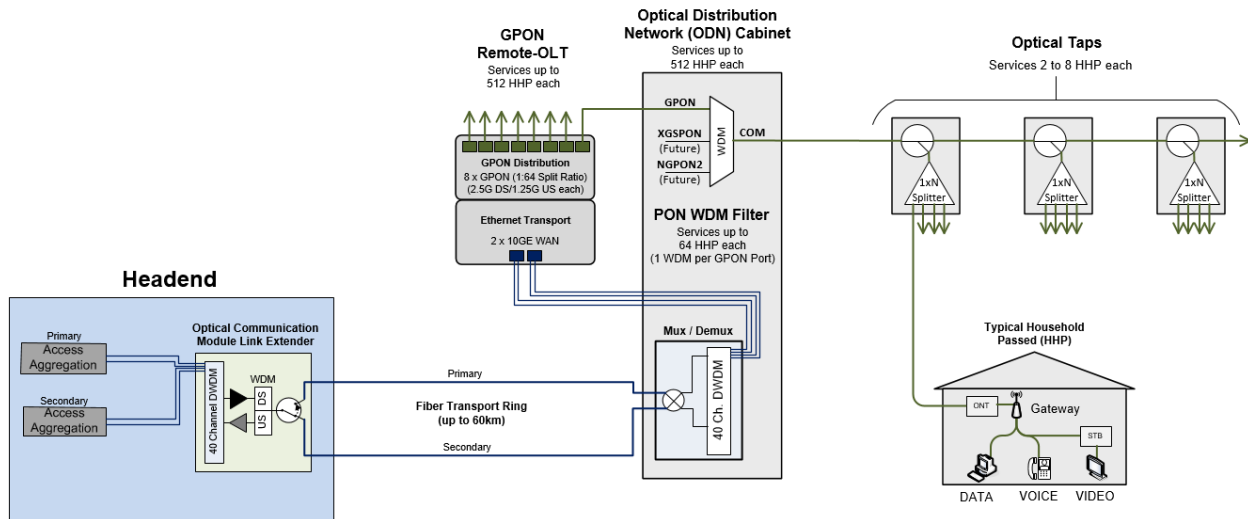 GPON
Remote-OLT
Services up to
512 HHP each
Optical Distribution
Network (ODN) Cabinet
Services up to
512 HHP each
Optical Taps
Services 2 to 8 HHP each
GPON
XGSPON
(Future)
NGPON2
(Future)
WDM
COM
GPON Distribution
8 x GPON (1:64 Split Ratio)
(2.5G DS/1.25G US each)
Ethernet Transport
2 x 10GE WAN
PON WDM Filter
Services up to
64 HHP each
(1 WDM per GPON Port)
1xN
Splitter
1xN
Splitter
1xN
Splitter
Headend
Primary
Access
Aggregation
Secondary
Access
Aggregation
Optical Communication
Module Link Extender
40 Channel DWDM
WDM
DS
US
Primary
Fiber Transport Ring
(up to 60km)
Secondary
Mux / Demux
40 Ch. DWDM
Typical Household
Passed (HHP)
ONT
Gateway
STB
DATA
VOICE
VIDEO